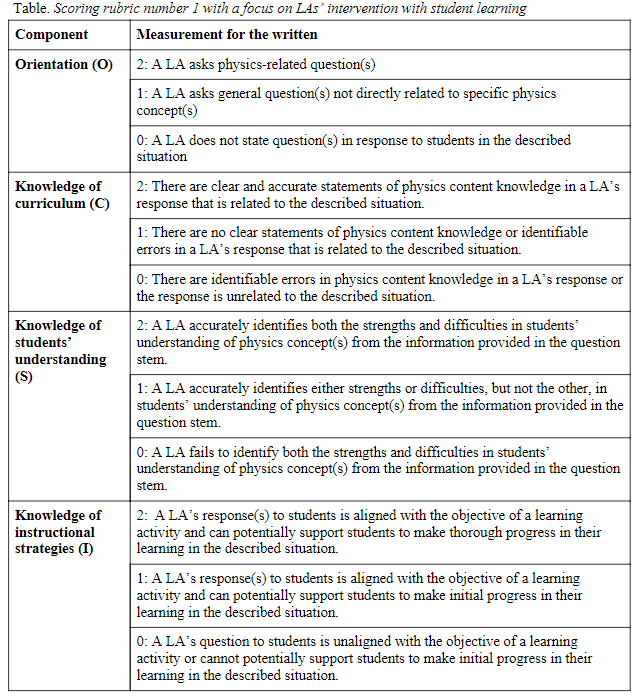 Table. Scoring rubric number 1 with a focus on LAs' intervention with student learning
Component
Measurement for the written
Orientation (O)
2: A LA asks physics-related question(s)
1: A LA asks general question(s) not directly related to specific physics
concept(s)
0: A LA does not state question(s) in response to students in the described
situation
Knowledge of
curriculum (C)
2: There are clear and accurate statements of physics content knowledge in a LA's
response that is related to the described situation.
1: There are no clear statements of physics content knowledge or identifiable
errors in a LA's response that is related to the described situation.
0: There are identifiable errors in physics content knowledge in a LA's response or
the response is unrelated to the described situation.
Knowledge of
students'
understanding
(S)
2: A LA accurately identifies both the strengths and difficulties in students'
understanding of physics concept(s) from the information provided in the question
stem.
1: A LA accurately identifies either strengths or difficulties, but not the other, in
students' understanding of physics concept(s) from the information provided in the
question stem.
0: A LA fails to identify both the strengths and difficulties in students'
understanding of physics concept(s) from the information provided in the question
stem.
Knowledge of
instructional
strategies (I)
2:  A LA's response(s) to students is aligned with the objective of a learning
activity and can potentially support students to make thorough progress in their
learning in the described situation.
1: A LA's response(s) to students is aligned with the objective of a learning
activity and can potentially support students to make initial progress in their
learning in the described situation.
0: A LA's question to students is unaligned with the objective of a learning
activity or cannot potentially support students to make initial progress in their
learning in the described situation.